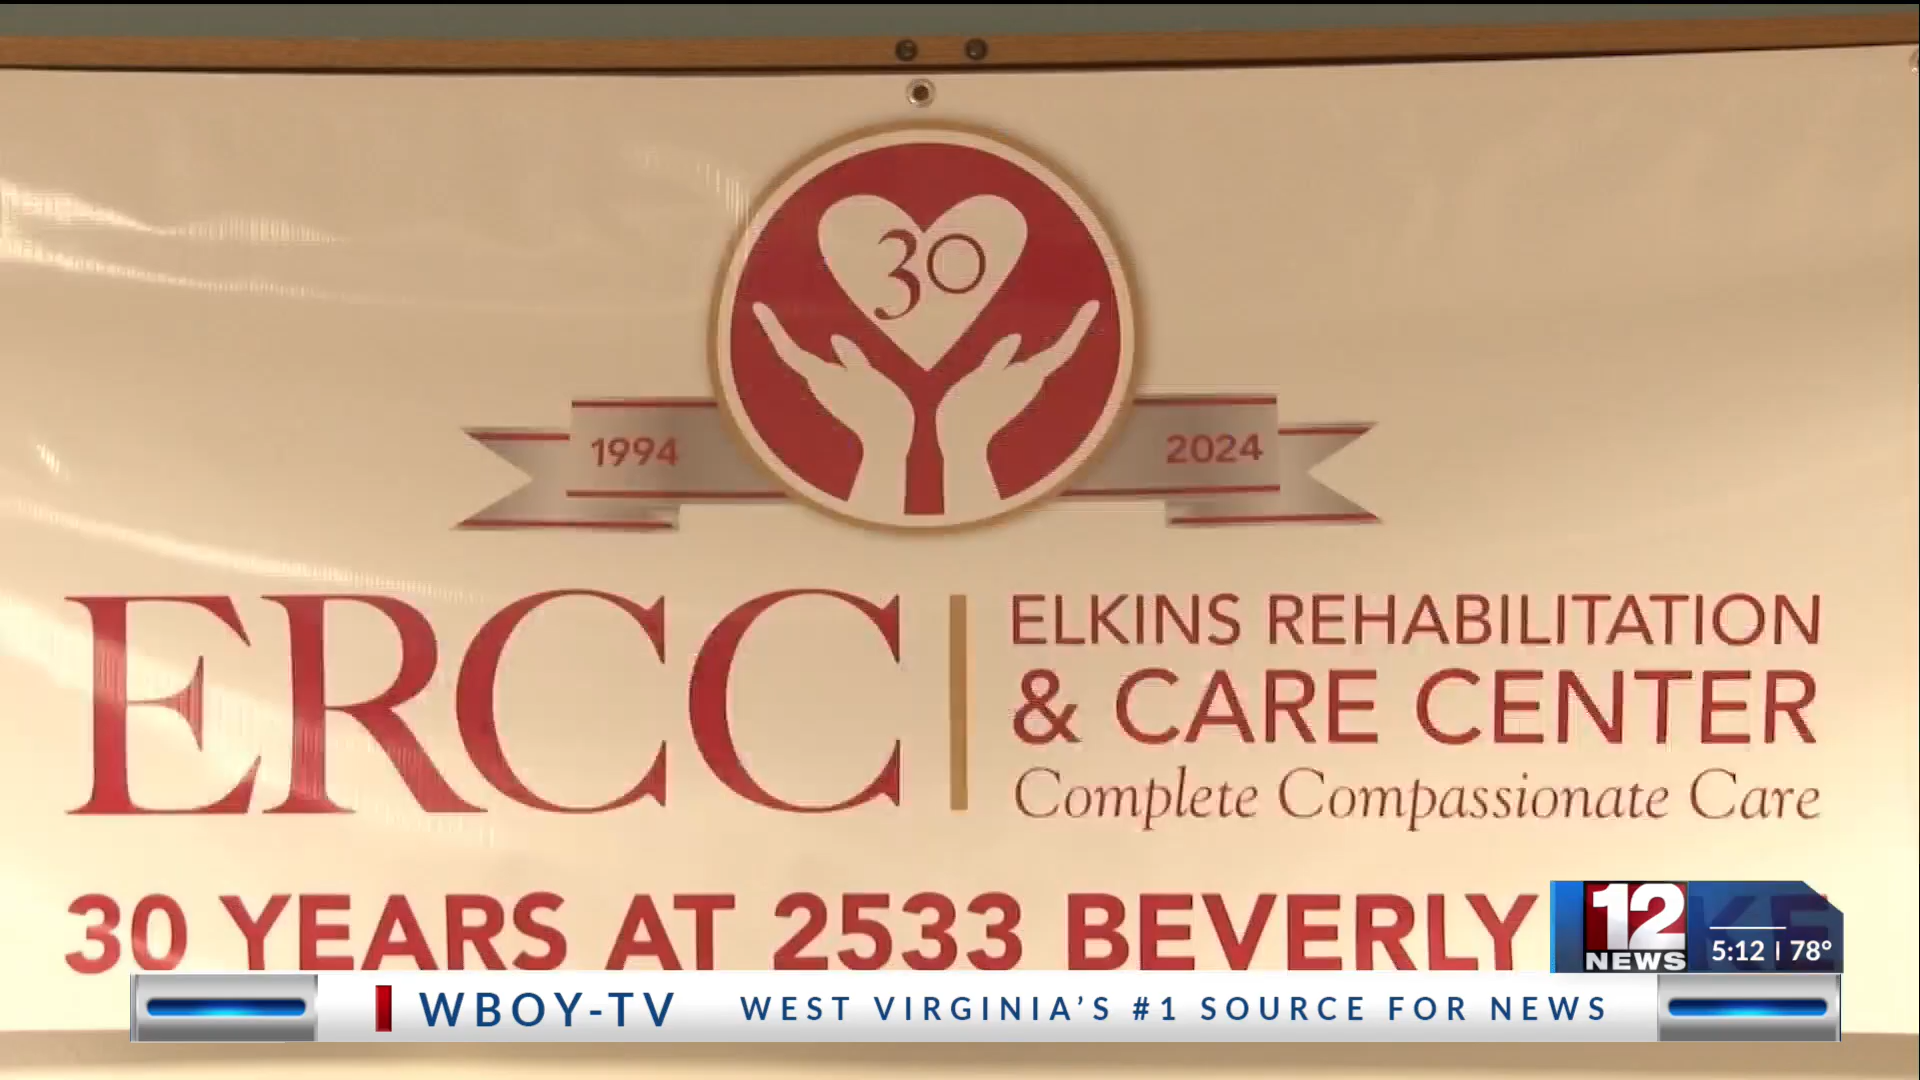 30
1994
2024
ERCC
ELKINS REHABILITATION
& CARE CENTER
Complete Compassionate Care
30 YEARS AT 2533 BEVERLY
12
NEWS
5:12 | 78°
WBOY-TV WEST VIRGINIA'S #1 SOURCE FOR NEWS